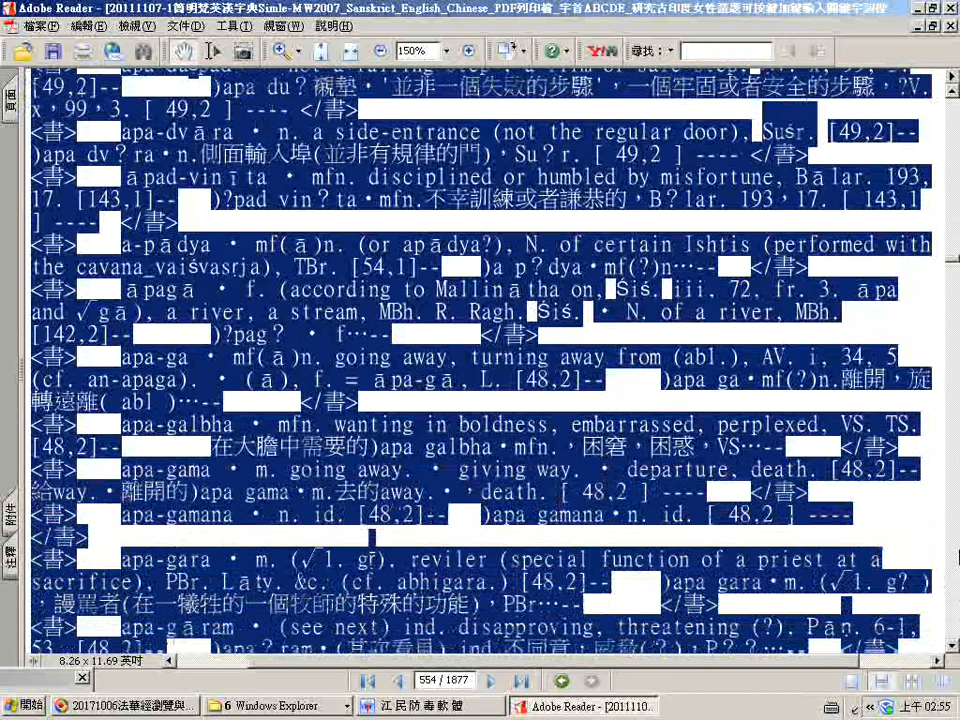 Adobe Reader - [20111107-1簡明梵英漢字典Simle-MW2007_Sanskrict_English_Chinese_PDF列印檔_字首ABCDE_研究古印度女性議題可按
檔案(F) 編輯(E) 檢視(V) 文件(D) 工具(T) 視窗(W) 說明(H)
150% Y! 尋找：
頁面
[49,2]-- )apa du？襯墊‧'並非一個失敗的步驟'，一個牢固或者安全的步驟，?V.
x，99，3. [ 49,2 ] ---- </書>
<書> apa-dvāra ‧ n. a side-entrance (not the regular door), Suśr. [49,2]--
)apa dv？ra‧n.側面輸入埠(並非有規律的門)，Su？r. [ 49,2 ] ---- </書>
<書> āpad-vinīta ‧ mfn. disciplined or humbled by misfortune, Bālar. 193,
17. [143,1]-- )?pad vin？ta‧mfn.不幸訓練或者謙恭的，B？lar. 193，17. [ 143,1
] ---- </書>
<書> a-pādya ‧ mf(ā)n. (or apādya?), N. of certain Ishtis (performed with
the cavana_vaiśvasrja), TBr. [54,1]-- )a p？dya‧mf(?)n…-- </書>
<書> āpagā ‧ f. (according to Mallinātha on, Śiś. iii, 72, fr, 3. āpa
and √gā), a river, a stream, MBh. R. Ragh. Śiś. ‧ N. of a river, MBh.
[142,2]-- )?pag？ ‧ f…-- </書>
<書> apa-ga ‧ mf(ā)n. going away, turning away from (abl.), AV. i, 34, 5
(cf. an-apaga). ‧ (ā), f. = āpa-gā, L. [48,2]-- )apa ga‧mf(?)n.離開，旋
轉遠離( abl )…-- </書>
<書> apa-galbha ‧ mfn. wanting in boldness, embarrassed, perplexed, VS. TS.
[48,2]-- 在大膽中需要的)apa galbha‧mfn.，困窘，困惑，VS…-- </書>
<書> apa-gama ‧ m. going away. ‧ giving way. ‧ departure, death. [48,2]--
給way.‧離開的)apa gama‧m.去的away.‧，death. [ 48,2 ] ---- </書>
<書> apa-gamana ‧ n. id. [48,2]-- )apa gamana‧n. id. [ 48,2 ] ----
</書>
<書> apa-gara ‧ m. (√1. gṝ). reviler (special function of a priest at a
sacrifice), PBr. Lāty. &c. (cf. abhigara.) [48,2]-- )apa gara‧m. (√1. g？)
，謾罵者(在一犧牲的一個牧師的特殊的功能)，PBr…-- </書>
<書> apa-gāram ‧ (see next) ind. disapproving, threatening (?). Pān. 6-1,
附件
注釋
8.26 x 11.69 英吋
554 / 1877
開始 20171006法華經瀏覽與... 6 Windows Explorer 江民防毒軟體 Adobe Reader - [2011110... 上午 02:55